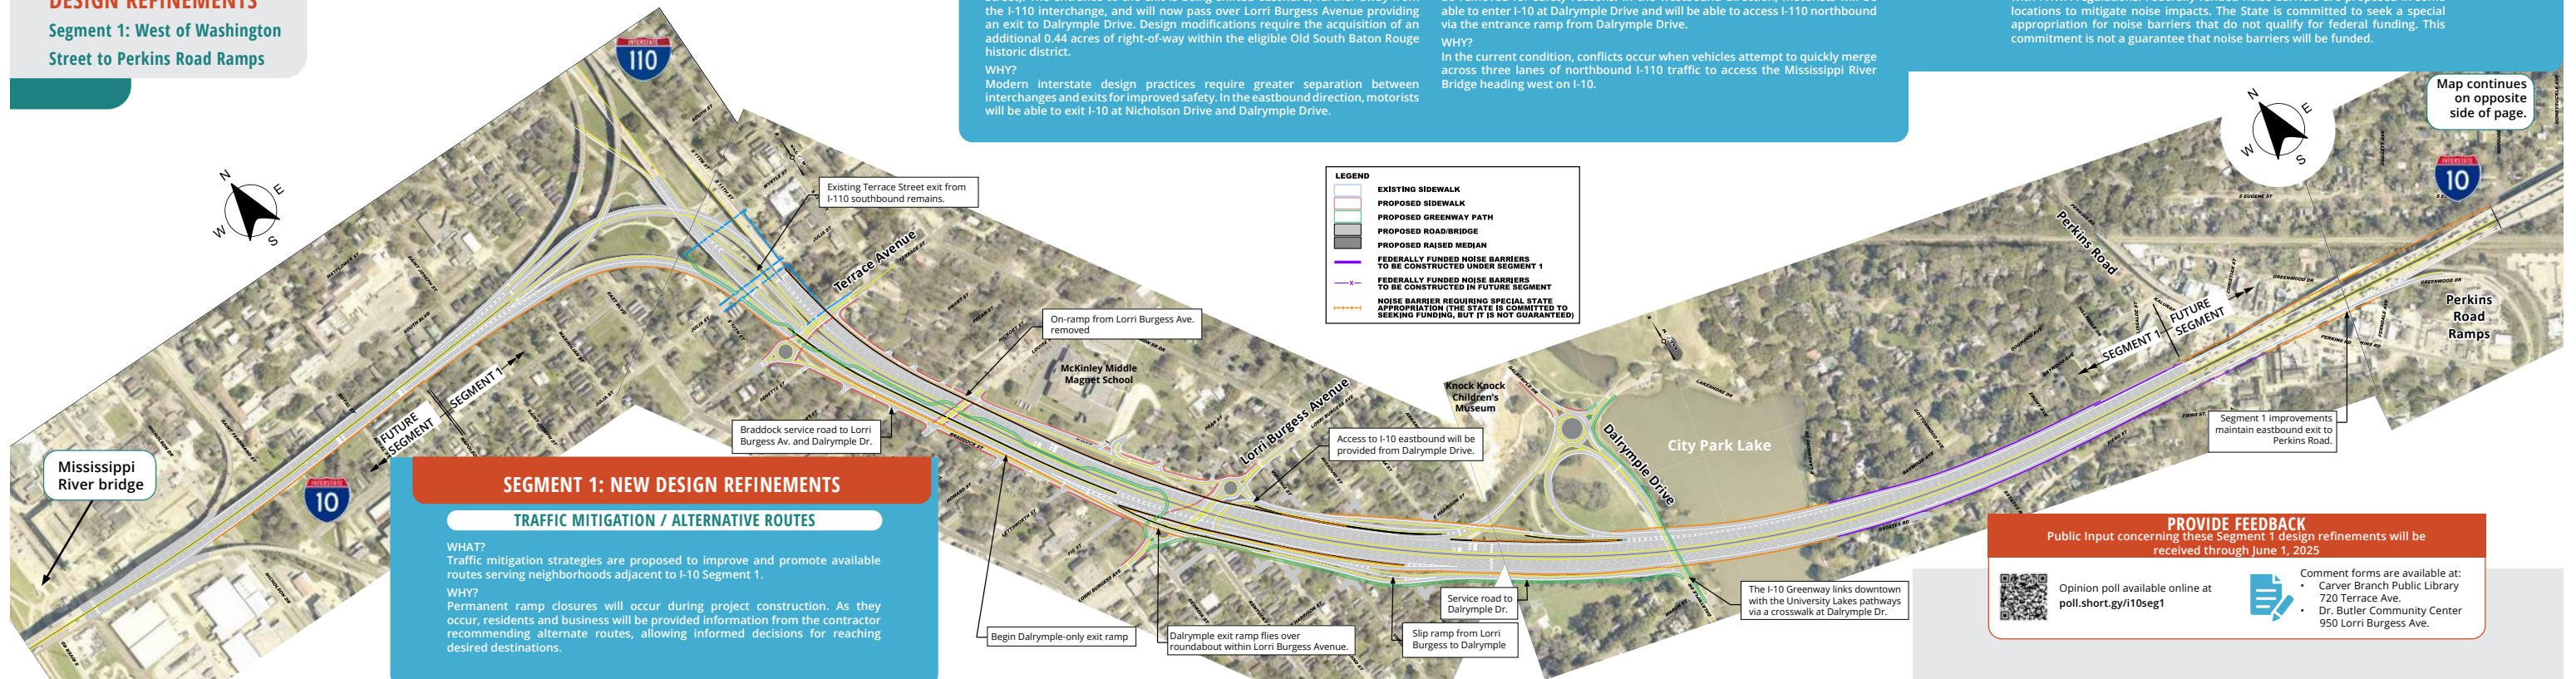 DESIGN REFINEMENTS
Segment 1: West of Washington
Street to Perkins Road Ramps
the I-110 interchange, and will now pass over Lorri Burgess Avenue providing
an exit to Dalrymple Drive. Design modifications require the acquisition of an
additional 0.44 acres of right-of-way within the eligible Old South Baton Rouge
historic district.
WHY?
Modern interstate design practices require greater separation between
interchanges and exits for improved safety. In the eastbound direction, motorists
will be able to exit I-10 at Nicholson Drive and Dalrymple Drive.
able to enter I-10 at Dalrymple Drive and will be able to access I-110 northbound
via the entrance ramp from Dalrymple Drive.
WHY?
In the current condition, conflicts occur when vehicles attempt to quickly merge
across three lanes of northbound I-110 traffic to access the Mississippi River
Bridge heading west on I-10.
locations to mitigate noise impacts. The State is committed to seek a special
appropriation for noise barriers that do not qualify for federal funding. This
commitment is not a guarantee that noise barriers will be funded.
Map continues
on opposite
side of page.
INTERSTATE
110
N
E
S
W
N
E
S
W
INTERSTATE
10
LEGEND
EXISTING SIDEWALK
PROPOSED SIDEWALK
PROPOSED GREENWAY PATH
PROPOSED ROAD/BRIDGE
PROPOSED RAISED MEDIAN
FEDERALLY FUNDED NOISE BARRIERS
TO BE CONSTRUCTED UNDER SEGMENT 1
FEDERALLY FUNDED NOISE BARRIERS
TO BE CONSTRUCTED IN FUTURE SEGMENT
NOISE BARRIER REQUIRING SPECIAL STATE
APPROPRIATION (THE STATE IS COMMITTED TO
SEEKING FUNDING, BUT IT IS NOT GUARANTEED)
Existing Terrace Street exit from
I-110 southbound remains.
Terrace Avenue
On-ramp from Lorri Burgess Ave.
removed
McKinley Middle
Magnet School
Braddock service road to Lorri
Burgess Av. and Dalrymple Dr.
Lorri Burgess Avenue
Access to I-10 eastbound will be
provided from Dalrymple Drive.
Knock Knock
Children's
Museum
Dalrymple Drive
City Park Lake
Perkins Road
Perkins
Road
Ramps
FUTURE
SEGMENT
SEGMENT 1
Segment 1 improvements
maintain eastbound exit to
Perkins Road.
SEGMENT 1
FUTURE
SEGMENT
Mississippi
River bridge
INTERSTATE
10
Begin Dalrymple-only exit ramp
Dalrymple exit ramp flies over
roundabout within Lorri Burgess Avenue.
Service road to
Dalrymple Dr.
Slip ramp from Lorri
Burgess to Dalrymple
The I-10 Greenway links downtown
with the University Lakes pathways
via a crosswalk at Dalrymple Dr.
SEGMENT 1: NEW DESIGN REFINEMENTS
TRAFFIC MITIGATION / ALTERNATIVE ROUTES
WHAT?
Traffic mitigation strategies are proposed to improve and promote available
routes serving neighborhoods adjacent to I-10 Segment 1.
WHY?
Permanent ramp closures will occur during project construction. As they
occur, residents and business will be provided information from the contractor
recommending alternate routes, allowing informed decisions for reaching
desired destinations.
PROVIDE FEEDBACK
Public Input concerning these Segment 1 design refinements will be
received through June 1, 2025
Opinion poll available online at
poll.short.gy/i10seg1
Comment forms are available at:
• Carver Branch Public Library
720 Terrace Ave.
• Dr. Butler Community Center
950 Lorri Burgess Ave.